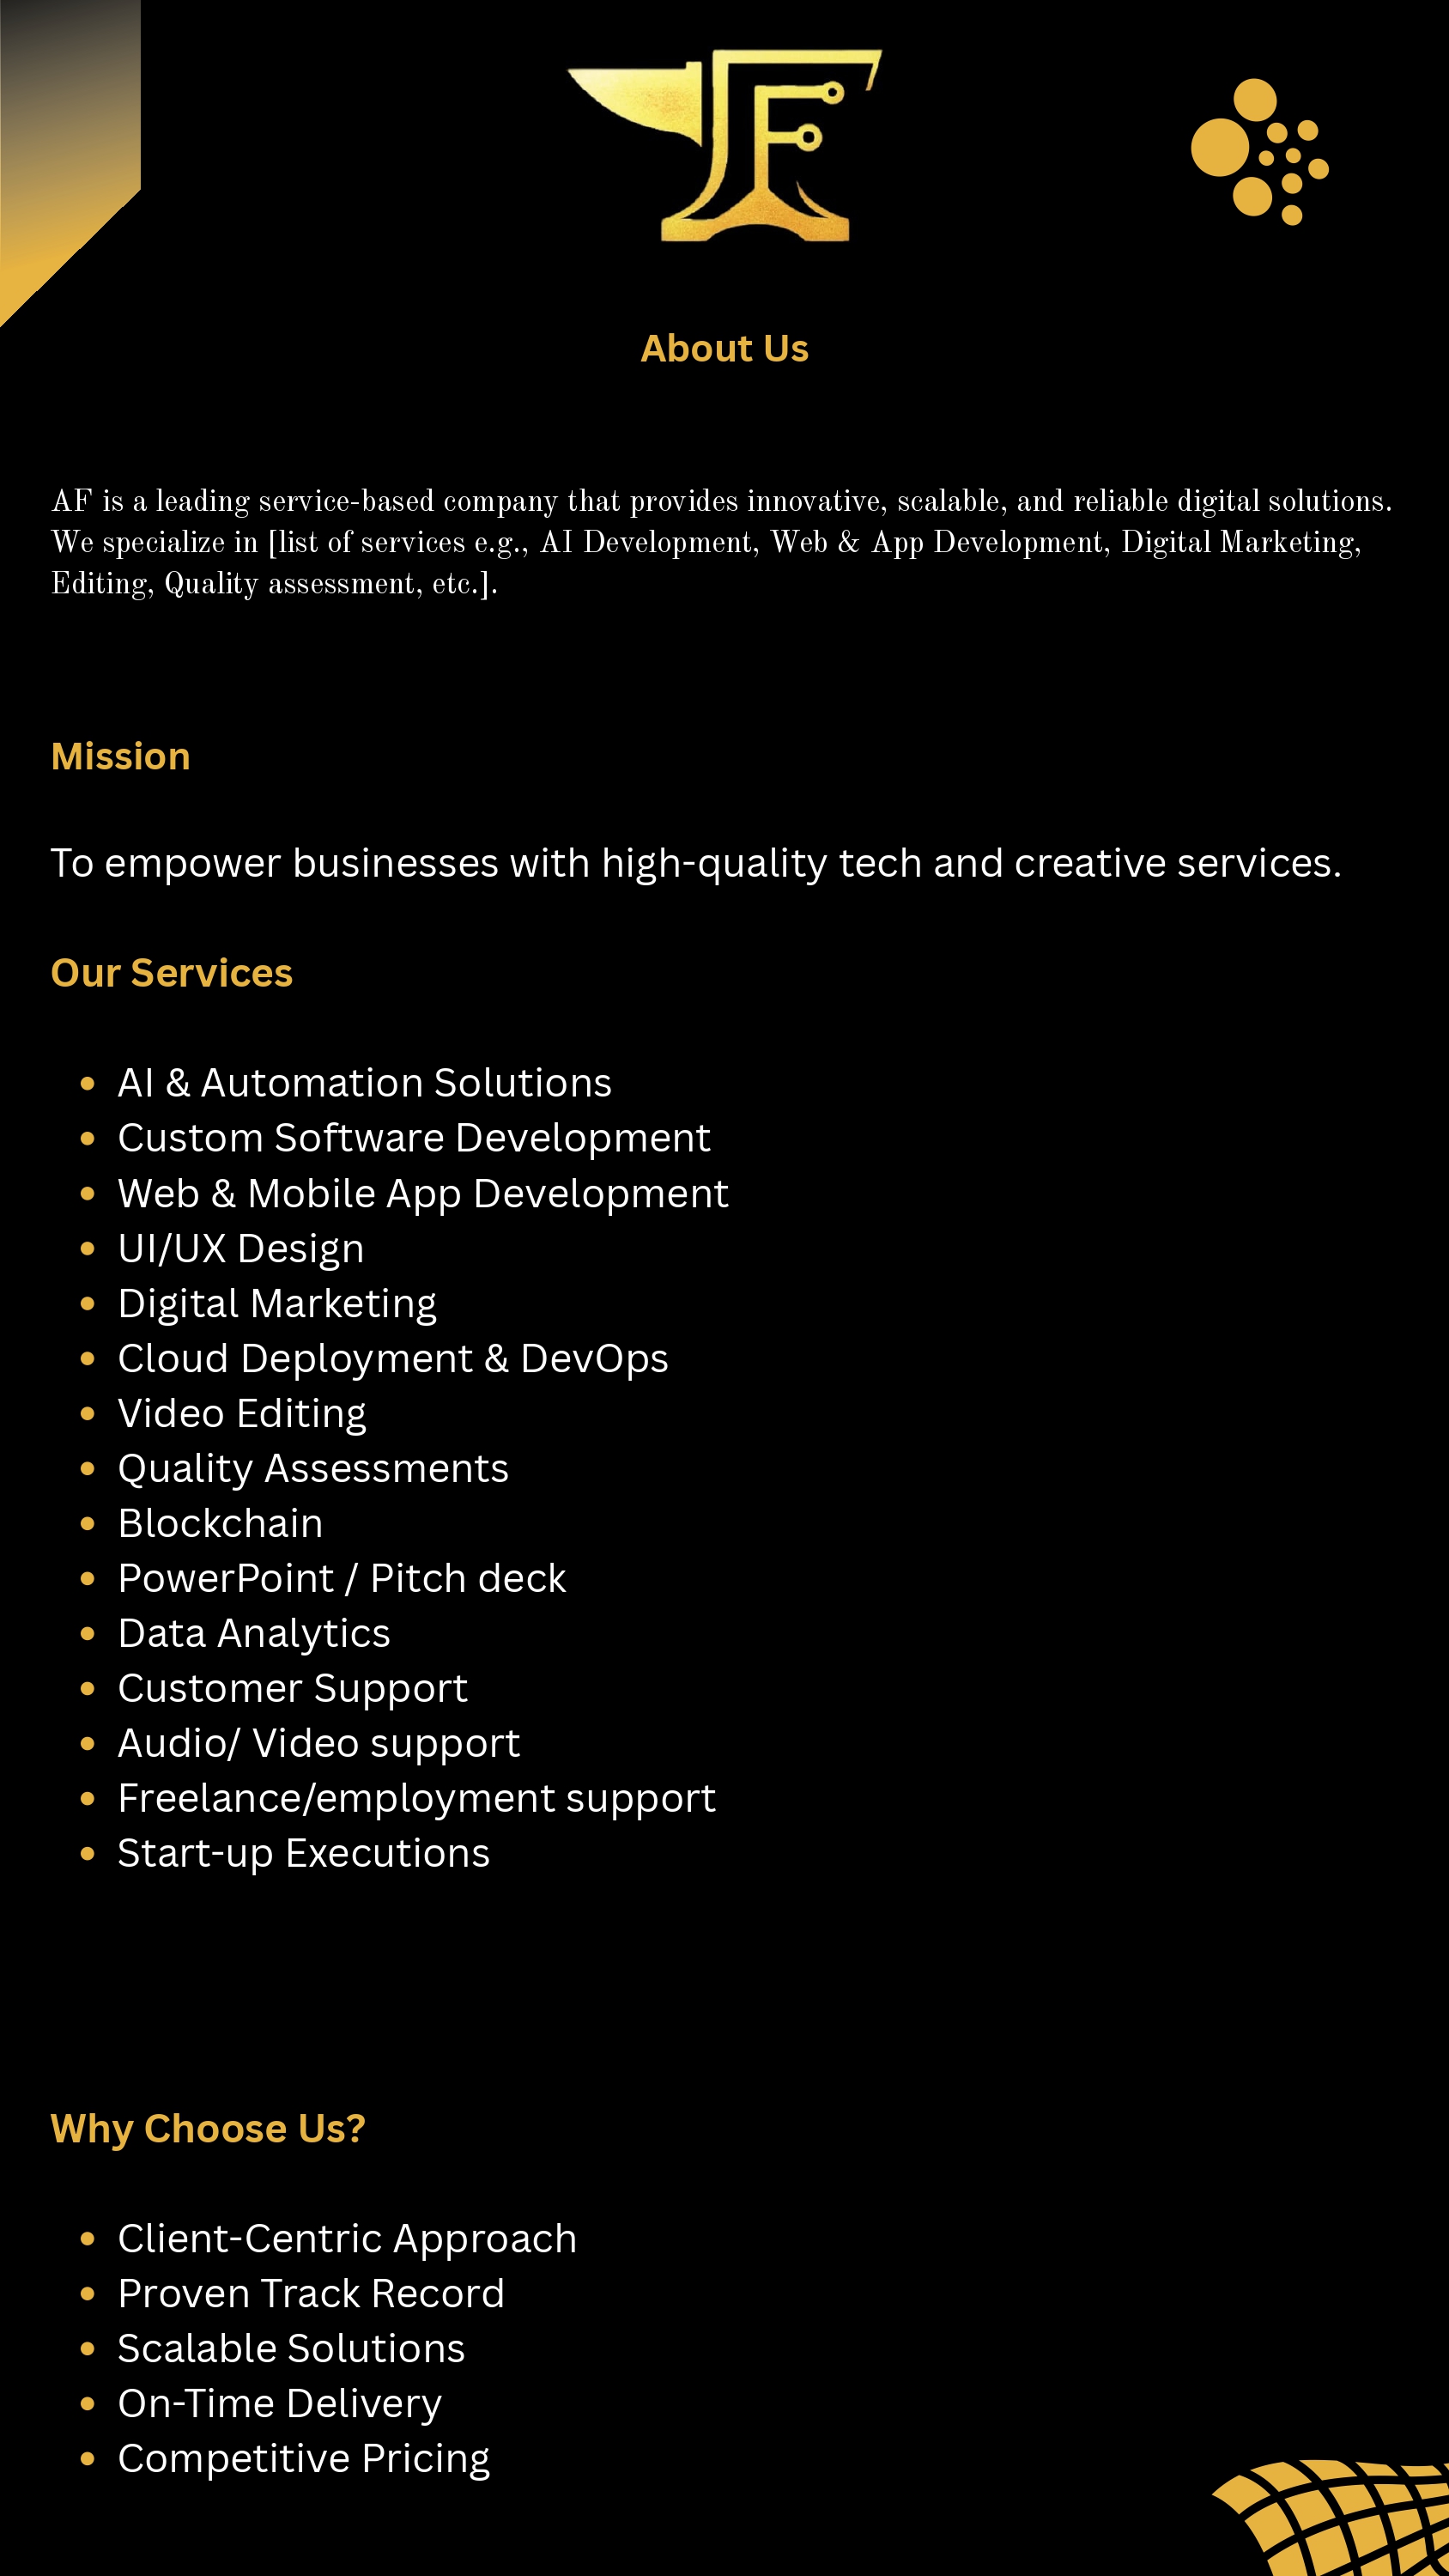 AF
About Us
AF is a leading service-based company that provides innovative, scalable, and reliable digital solutions.
We specialize in [list of services e.g., AI Development, Web & App Development, Digital Marketing,
Editing, Quality assessment, etc.].
Mission
To empower businesses with high-quality tech and creative services.
Our Services
AI & Automation Solutions
Custom Software Development
Web & Mobile App Development
UI/UX Design
Digital Marketing
Cloud Deployment & DevOps
Video Editing
Quality Assessments
Blockchain
PowerPoint / Pitch deck
Data Analytics
Customer Support
Audio/ Video support
Freelance/employment support
Start-up Executions
Why Choose Us?
Client-Centric Approach
Proven Track Record
Scalable Solutions
On-Time Delivery
Competitive Pricing